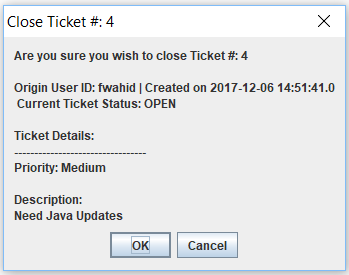 Close Ticket #: 4
Are you sure you wish to close Ticket #: 4
Origin User ID: fwahid | Created on 2017-12-06 14:51:41.0
Current Ticket Status: OPEN
Ticket Details:
---------------------------------
Priority: Medium
Description:
Need Java Updates
OK Cancel